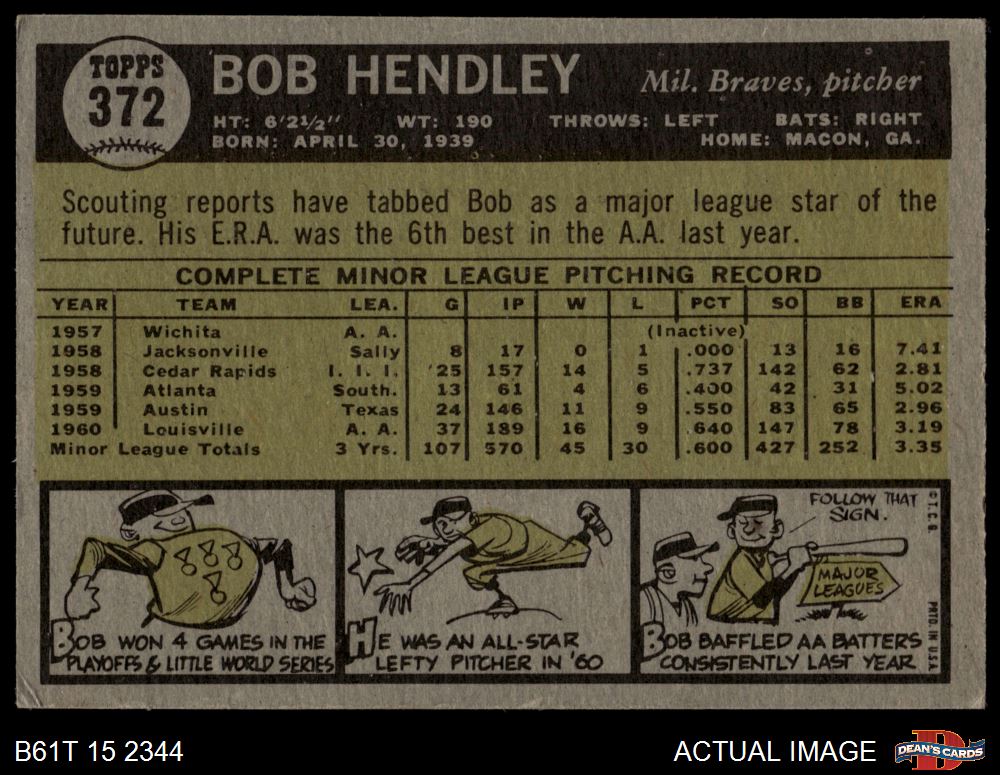 TOPPS
372
BOB HENDLEY Mil. Braves, pitcher
HT: 6'2½" WT: 190 THROWS: LEFT BATS: RIGHT
BORN: APRIL 30, 1939 HOME: MACON, GA.
Scouting reports have tabbed Bob as a major league star of the
future. His E.R.A. was the 6th best in the A.A. last year.
COMPLETE MINOR LEAGUE PITCHING RECORD
YEAR TEAM LEA. G IP W L PCT SO BB ERA
1957 Wichita A. A. (Inactive)
1958 Jacksonville Sally 8 17 0 1 .000 13 16 7.41
1958 Cedar Rapids I. I. I. 25 157 14 5 .737 142 62 2.81
1959 Atlanta South. 13 61 4 6 .400 42 31 5.02
1959 Austin Texas 24 146 11 9 .550 83 65 2.96
1960 Louisville A. A. 37 189 16 9 .640 147 78 3.19
Minor League Totals 3 Yrs. 107 570 45 30 .600 427 252 3.35
BOB WON 4 GAMES IN THE
PLAYOFFS & LITTLE WORLD SERIES
HE WAS AN ALL-STAR
LEFTY PITCHER IN '60
FOLLOW THAT
SIGN.
MAJOR
LEAGUES
BOB BAFFLED AA BATTERS
CONSISTENTLY LAST YEAR
© T.C.G.
PRTD IN U.S.A.
B61T 15 2344 ACTUAL IMAGE
D
DEAN'S CARDS